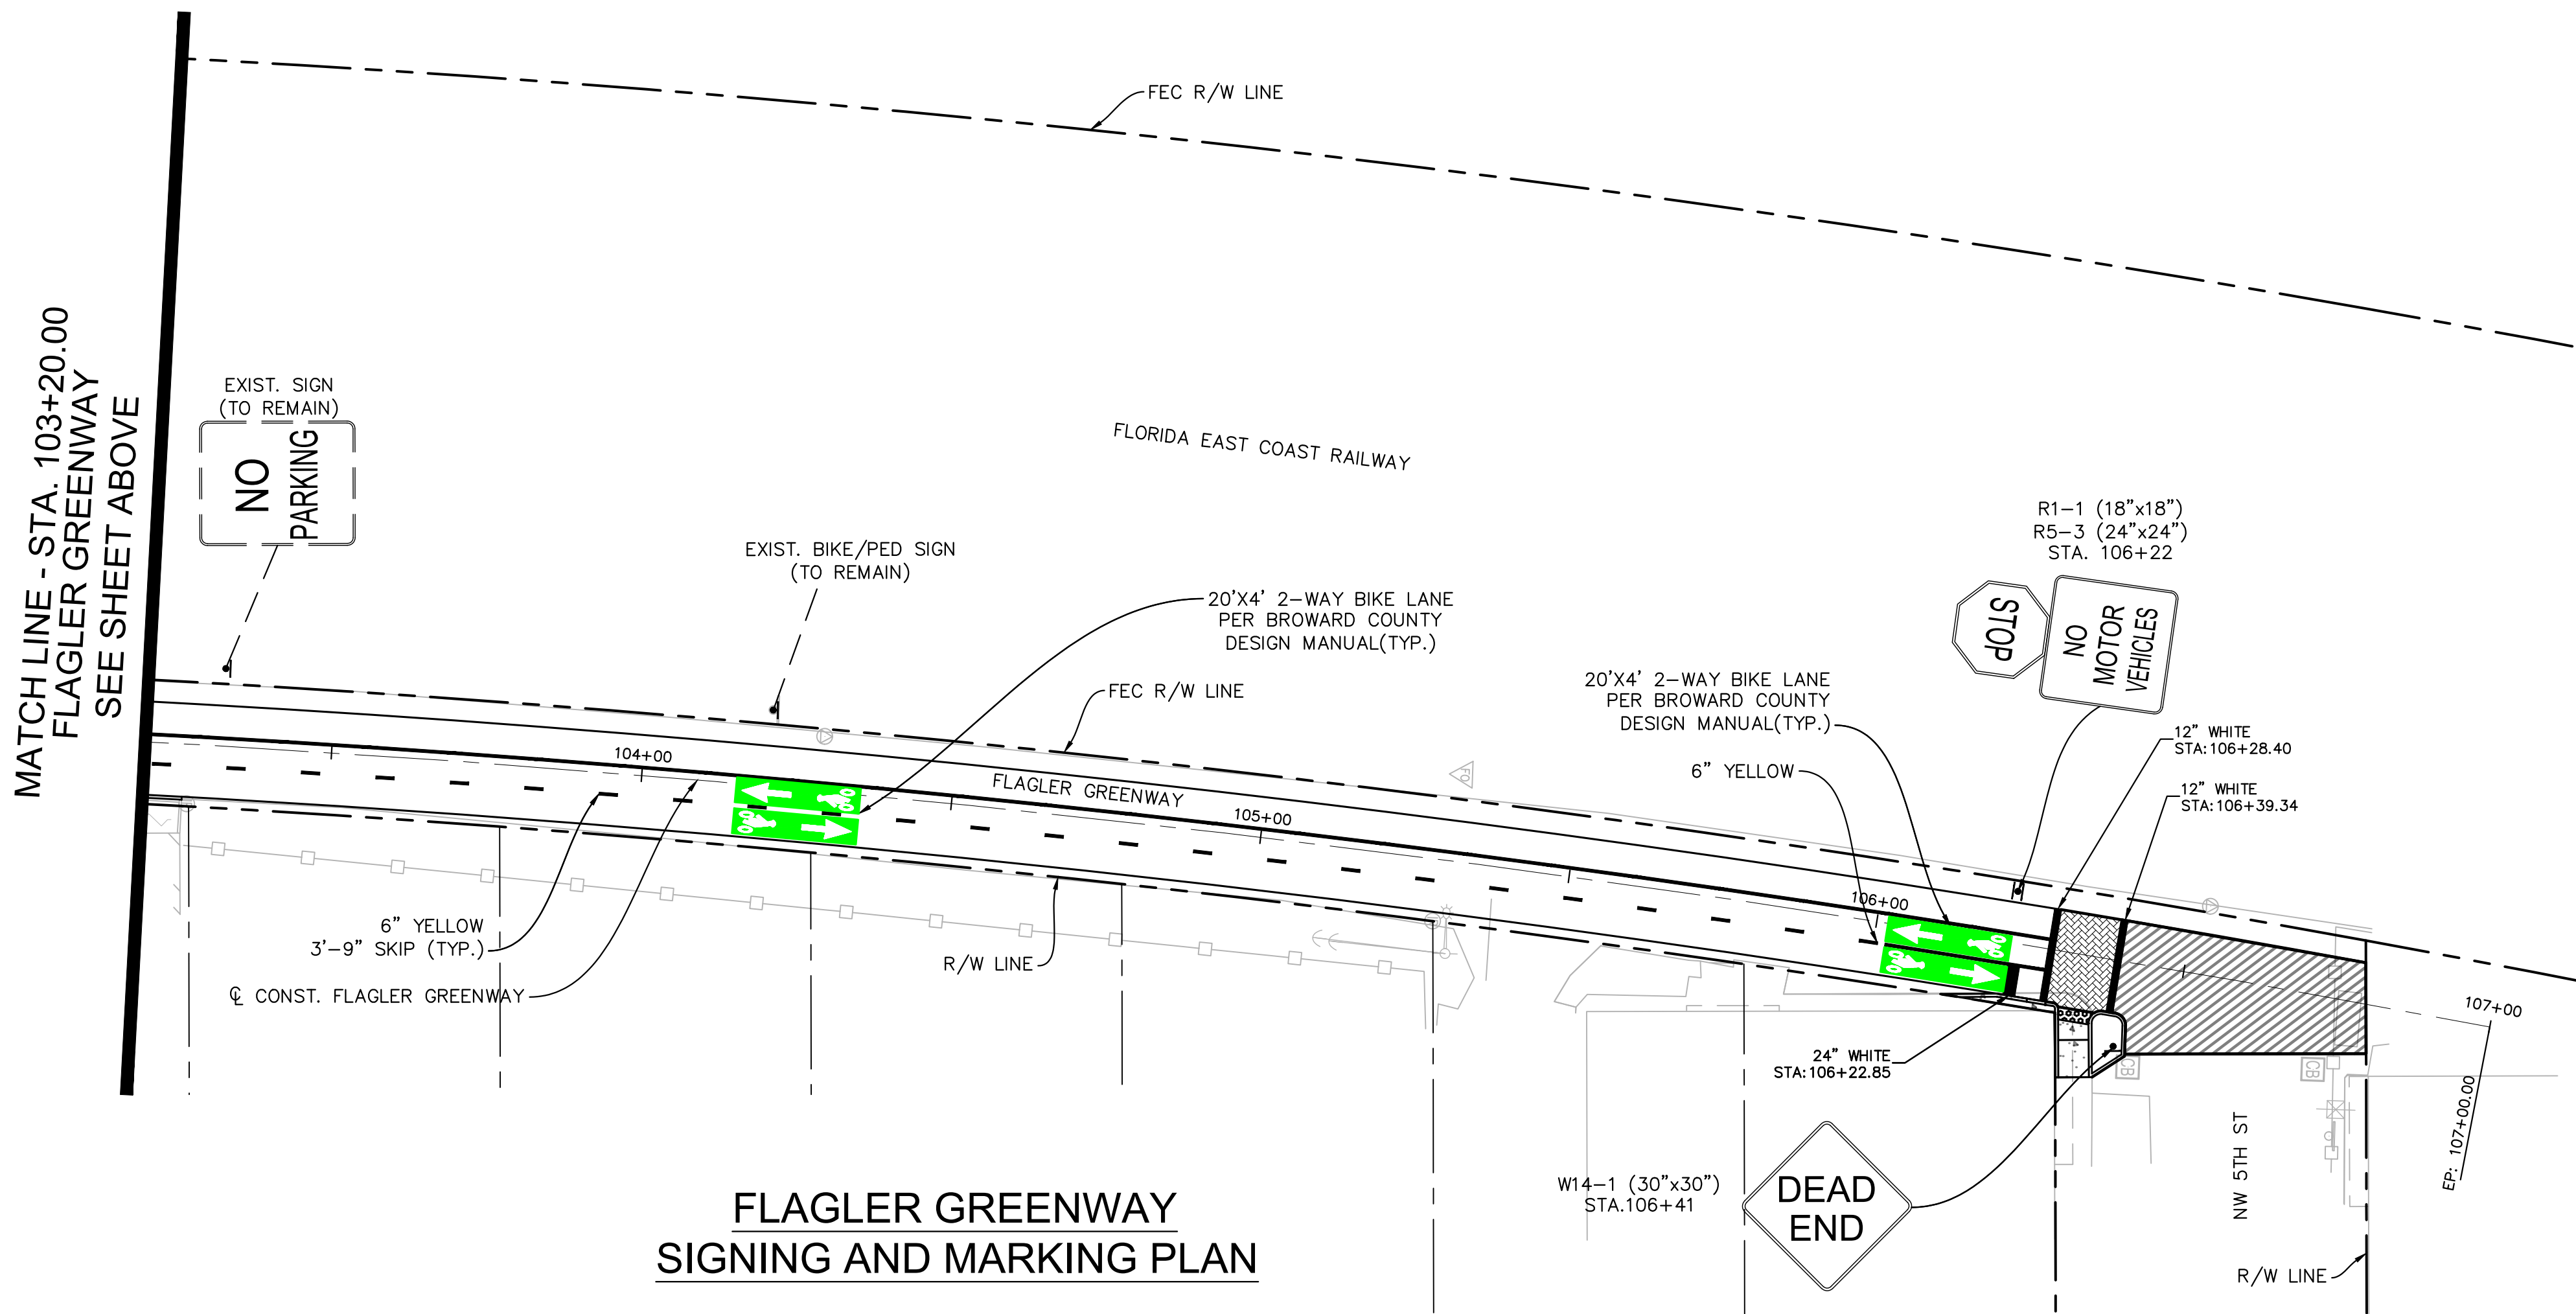 FEC R/W LINE
MATCH LINE - STA. 103+20.00
FLAGLER GREENWAY
SEE SHEET ABOVE
EXIST. SIGN
(TO REMAIN)
NO
PARKING
FLORIDA EAST COAST RAILWAY
EXIST. BIKE/PED SIGN
(TO REMAIN)
20'X4' 2-WAY BIKE LANE
PER BROWARD COUNTY
DESIGN MANUAL(TYP.)
FEC R/W LINE
R1-1 (18"x18")
R5-3 (24"x24")
STA. 106+22
STOP
NO
MOTOR
VEHICLES
20'X4' 2-WAY BIKE LANE
PER BROWARD COUNTY
DESIGN MANUAL(TYP.)
6" YELLOW
12" WHITE
STA:106+28.40
12" WHITE
STA:106+39.34
FO
104+00
FLAGLER GREENWAY
105+00
106+00
107+00
6" YELLOW
3'-9" SKIP (TYP.)
℄ CONST. FLAGLER GREENWAY
R/W LINE
24" WHITE
STA:106+22.85
CB
CB
W14-1 (30"x30")
STA.106+41
DEAD
END
NW 5TH ST
EP: 107+00.00
R/W LINE
FLAGLER GREENWAY
SIGNING AND MARKING PLAN